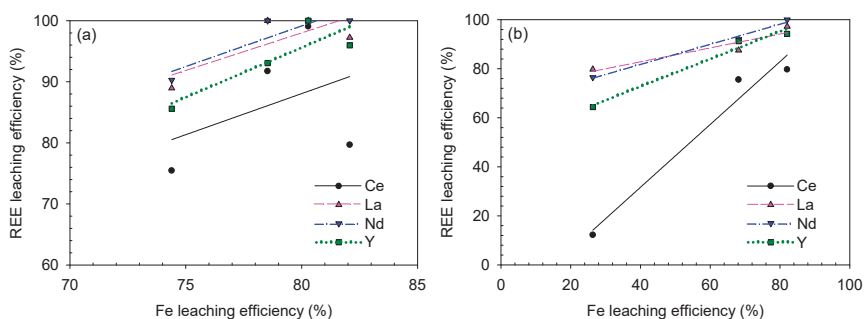 (a)
REE leaching efficiency (%)
100
90
80
70
60
70
75
80
85
Fe leaching efficiency (%)
Ce
La
Nd
Y
(b)
REE leaching efficiency (%)
100
80
60
40
20
0
0
20
40
60
80
100
Fe leaching efficiency (%)
Ce
La
Nd
Y